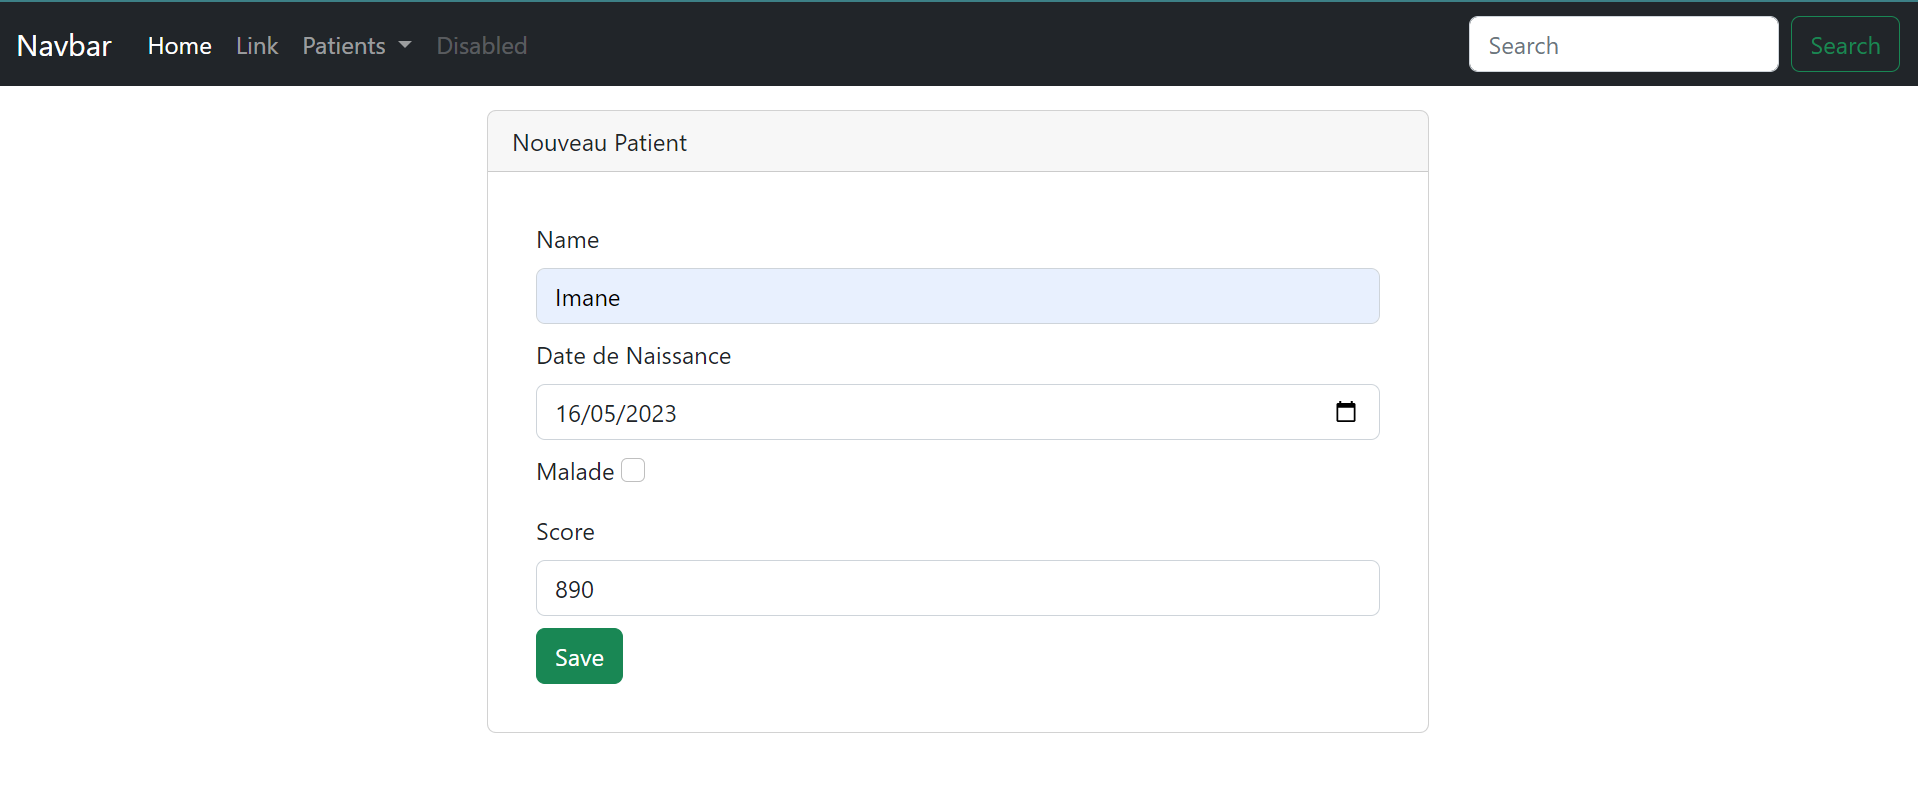 Navbar Home Link Patients Disabled Search Search
Nouveau Patient
Name
Imane
Date de Naissance
16/05/2023
Malade
Score
890
Save